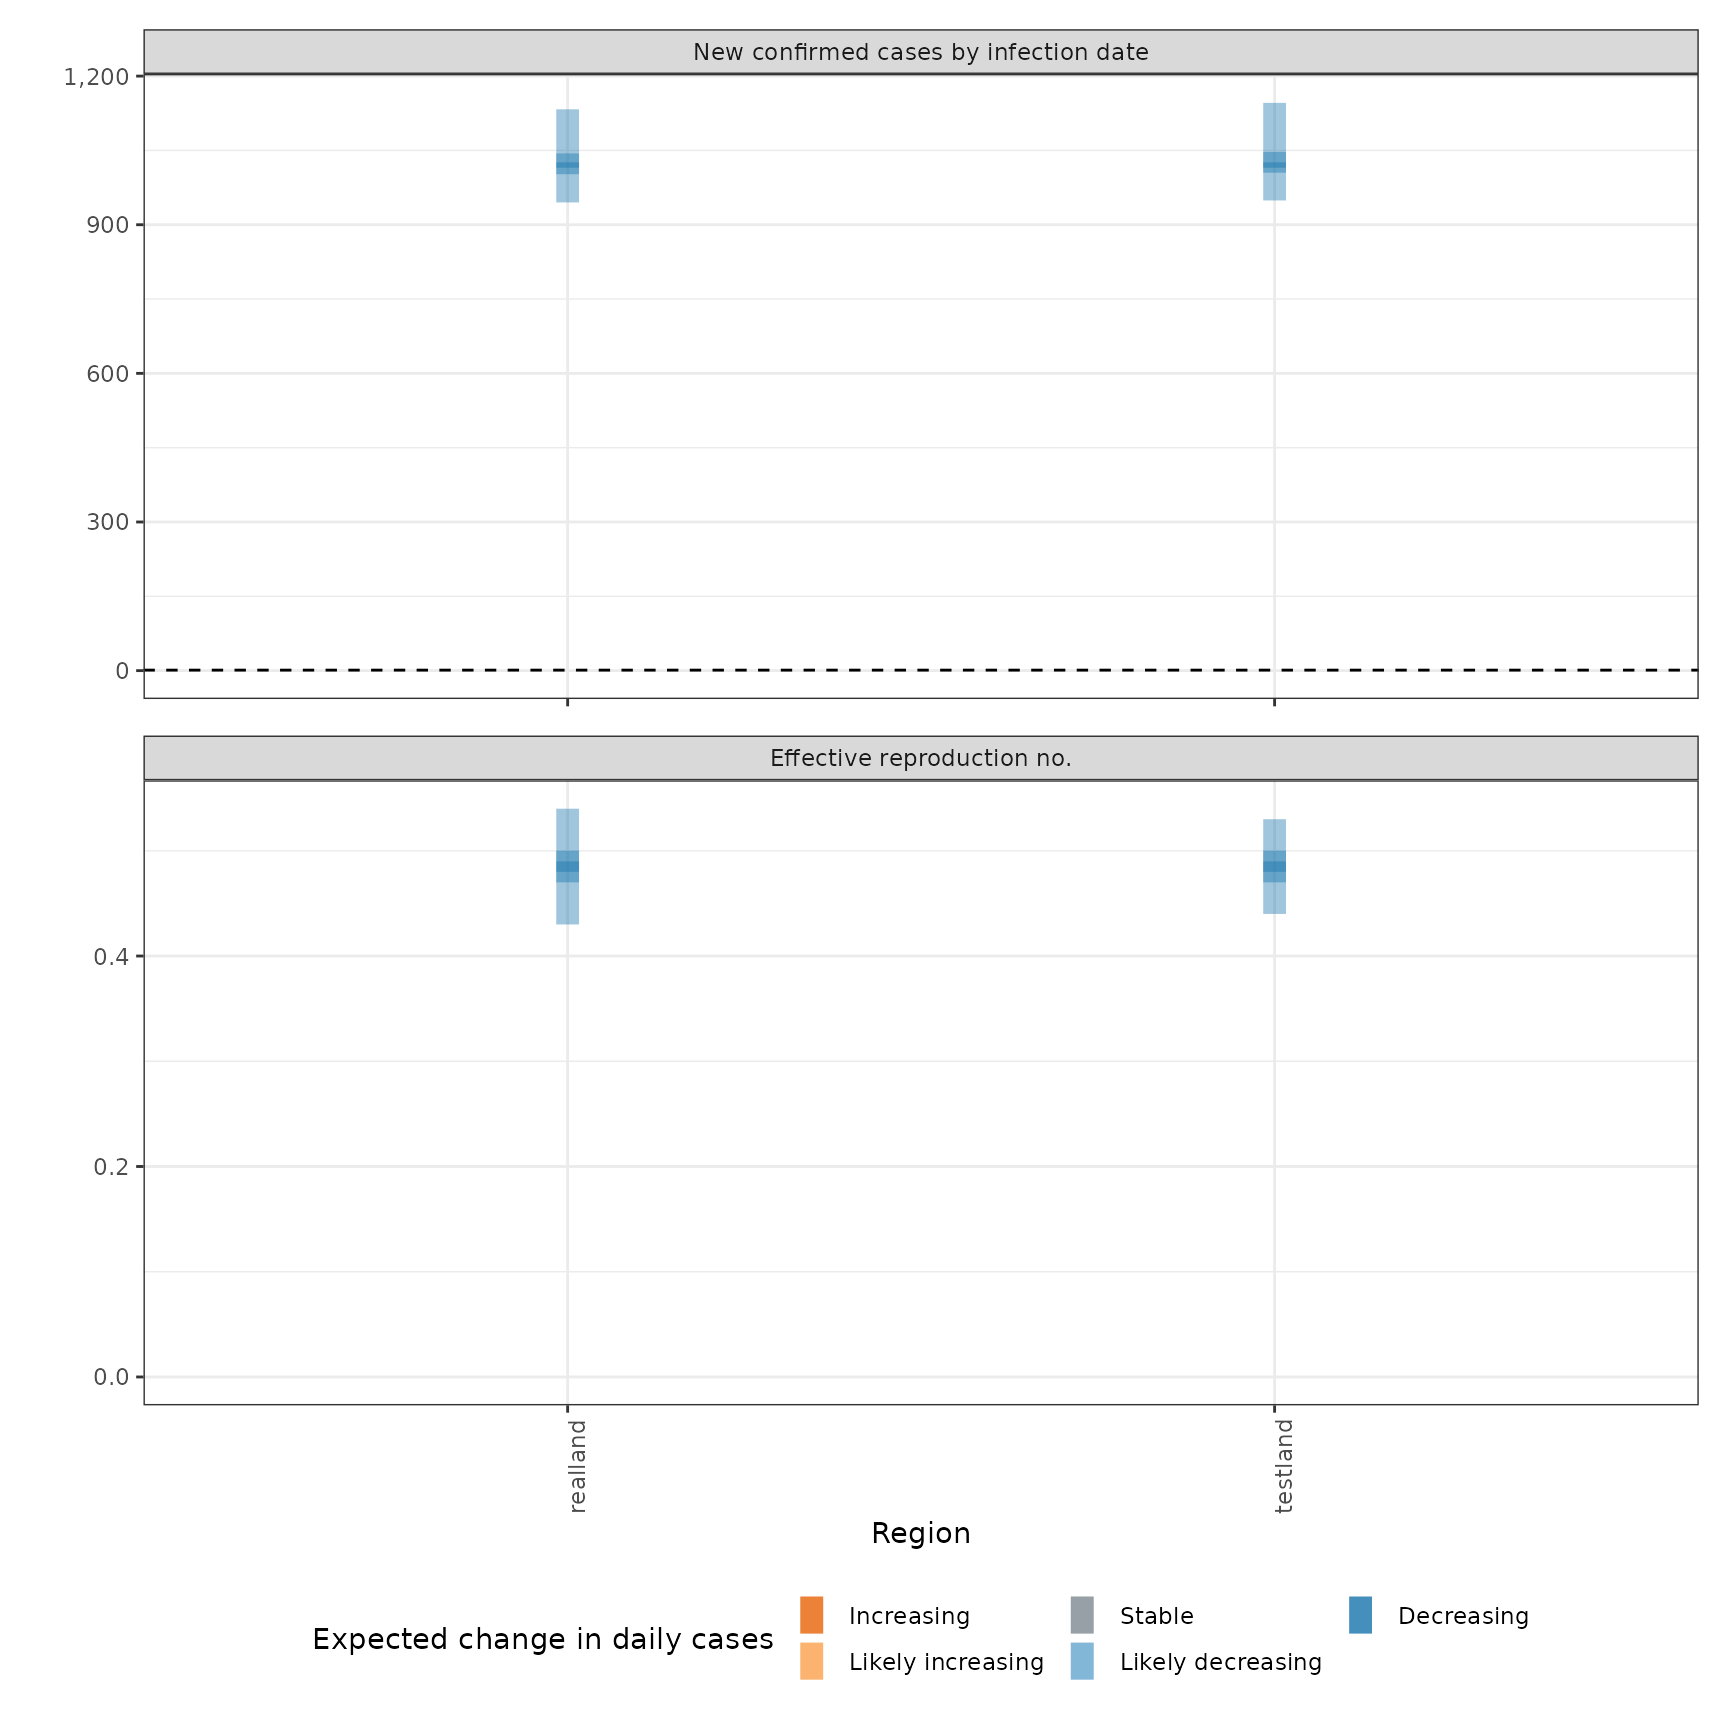 New confirmed cases by infection date
1,200
900
600
300
0
Effective reproduction no.
0.4
0.2
0.0
realland
testland
Region
Expected change in daily cases
Increasing
Likely increasing
Stable
Likely decreasing
Decreasing